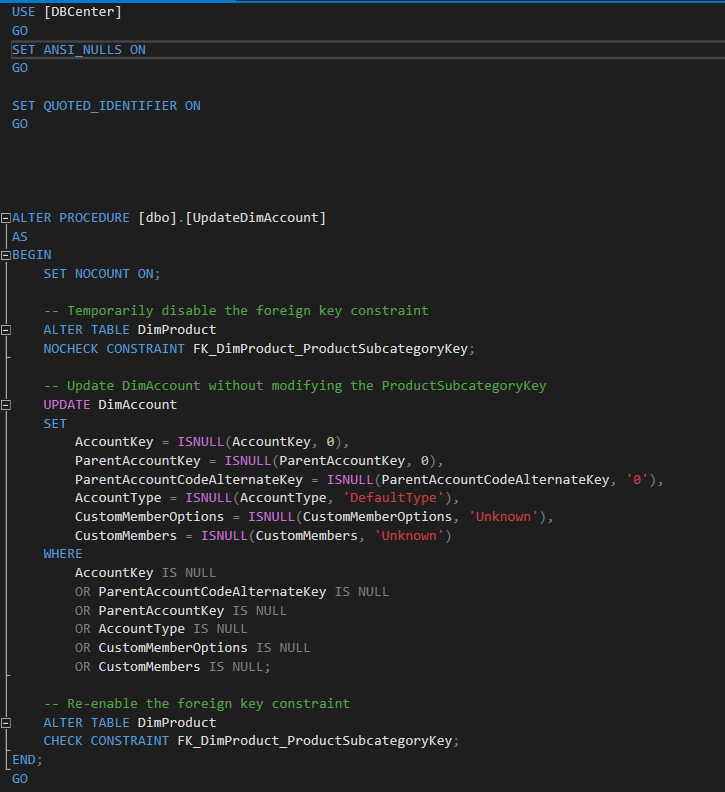 USE [DBCenter]
GO
SET ANSI_NULLS ON
GO
SET QUOTED_IDENTIFIER ON
GO
ALTER PROCEDURE [dbo].[UpdateDimAccount]
AS
BEGIN
    SET NOCOUNT ON;
    -- Temporarily disable the foreign key constraint
    ALTER TABLE DimProduct
    NOCHECK CONSTRAINT FK_DimProduct_ProductSubcategoryKey;
    -- Update DimAccount without modifying the ProductSubcategoryKey
    UPDATE DimAccount
    SET
        AccountKey = ISNULL(AccountKey, 0),
        ParentAccountKey = ISNULL(ParentAccountKey, 0),
        ParentAccountCodeAlternateKey = ISNULL(ParentAccountCodeAlternateKey, '0'),
        AccountType = ISNULL(AccountType, 'DefaultType'),
        CustomMemberOptions = ISNULL(CustomMemberOptions, 'Unknown'),
        CustomMembers = ISNULL(CustomMembers, 'Unknown')
    WHERE
        AccountKey IS NULL
        OR ParentAccountCodeAlternateKey IS NULL
        OR ParentAccountKey IS NULL
        OR AccountType IS NULL
        OR CustomMemberOptions IS NULL
        OR CustomMembers IS NULL;
    -- Re-enable the foreign key constraint
    ALTER TABLE DimProduct
    CHECK CONSTRAINT FK_DimProduct_ProductSubcategoryKey;
END;
GO